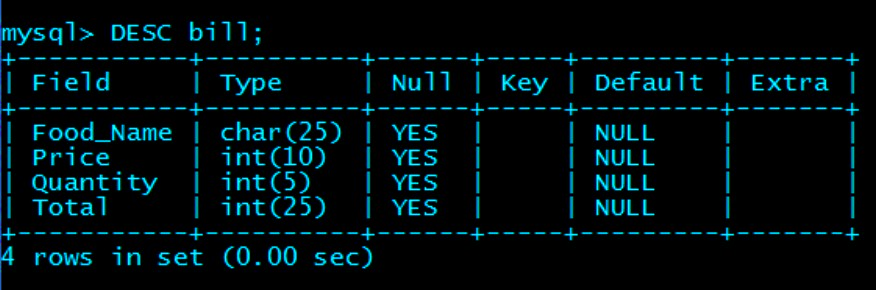 mysql> DESC bill;
+-----------+----------+------+-----+---------+-------+
| Field     | Type     | Null | Key | Default | Extra |
+-----------+----------+------+-----+---------+-------+
| Food_Name | char(25) | YES  |     | NULL    |       |
| Price     | int(10)  | YES  |     | NULL    |       |
| Quantity  | int(5)   | YES  |     | NULL    |       |
| Total     | int(25)  | YES  |     | NULL    |       |
+-----------+----------+------+-----+---------+-------+
4 rows in set (0.00 sec)